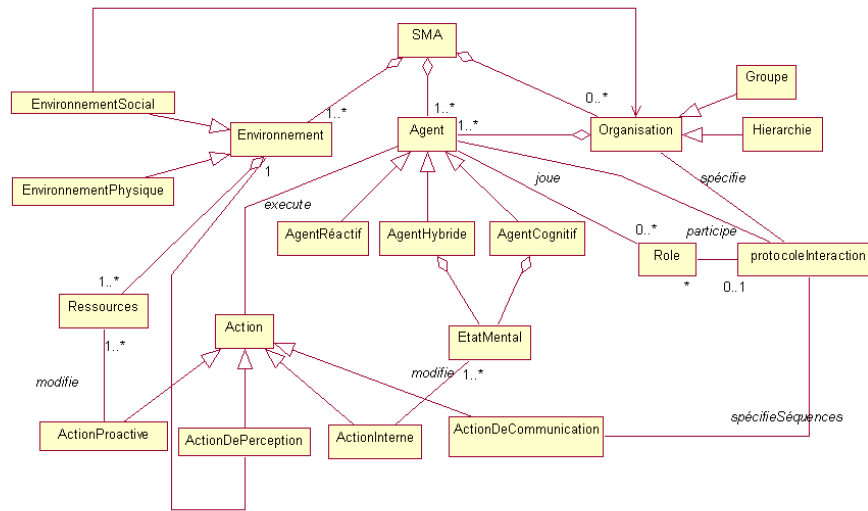 SMA
Groupe
EnvironnementSocial
1..*
1..*
0..*
Environnement
Agent
1..*
Organisation
Hierarchie
1
EnvironnementPhysique
joue
spécifie
execute
AgentRéactif
AgentHybride
AgentCognitif
0..*
participe
Role
protocoleInteraction
1..*
*
0..1
Ressources
Action
EtatMental
1..*
modifie
modifie
1..*
spécifieSéquences
ActionProactive
ActionDePerception
ActionInterne
ActionDeCommunication